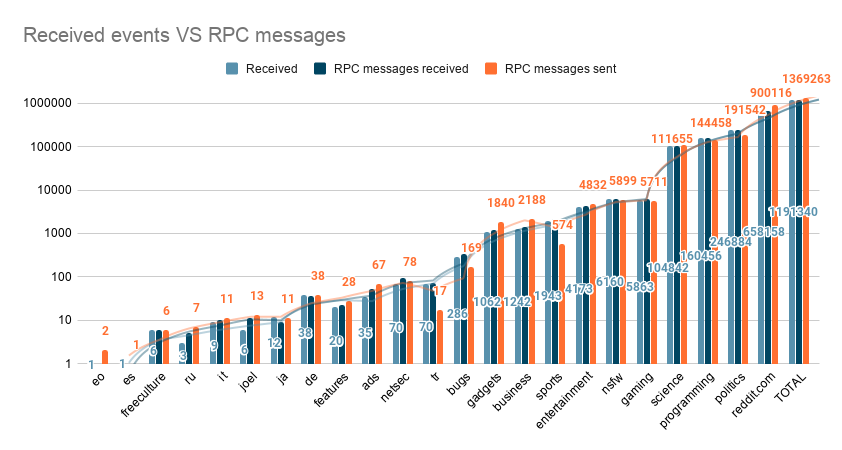 Received events VS RPC messages
Received RPC messages received RPC messages sent
1000000
100000
10000
1000
100
10
1
2
1
6
7
11
13
11
38
28
67
78
17
169
1840
2188
574
4832
5899
5711
111655
144458
191542
900116
1369263
1
1
6
3
9
6
12
38
20
35
70
70
286
1062
1242
1943
4173
6160
5863
104842
160456
246884
658158
1191340
eo
es
freeculture
ru
it
joel
ja
de
features
ads
netsec
tr
bugs
gadgets
business
sports
entertainment
nsfw
gaming
science
programming
politics
reddit.com
TOTAL